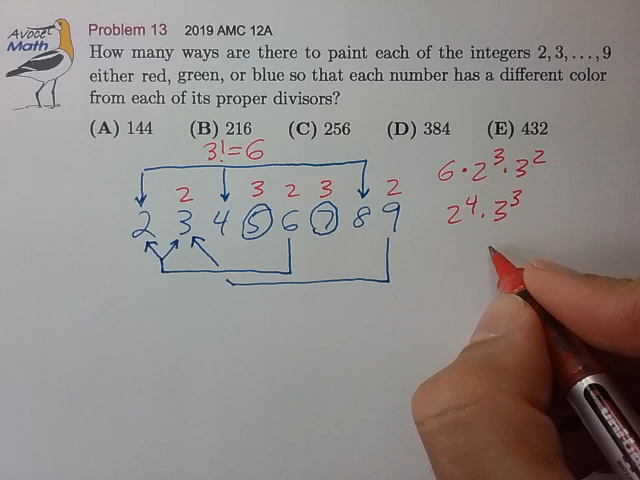 Avocet
Math
Problem 13 2019 AMC 12A
How many ways are there to paint each of the integers 2, 3, . . . , 9
either red, green, or blue so that each number has a different color
from each of its proper divisors?
(A) 144 (B) 216 (C) 256 (D) 384 (E) 432
3! = 6
6 · 2³ · 3²
2 3 2 3 2
2⁴ · 3³
2 3 4 5 6 7 8 9